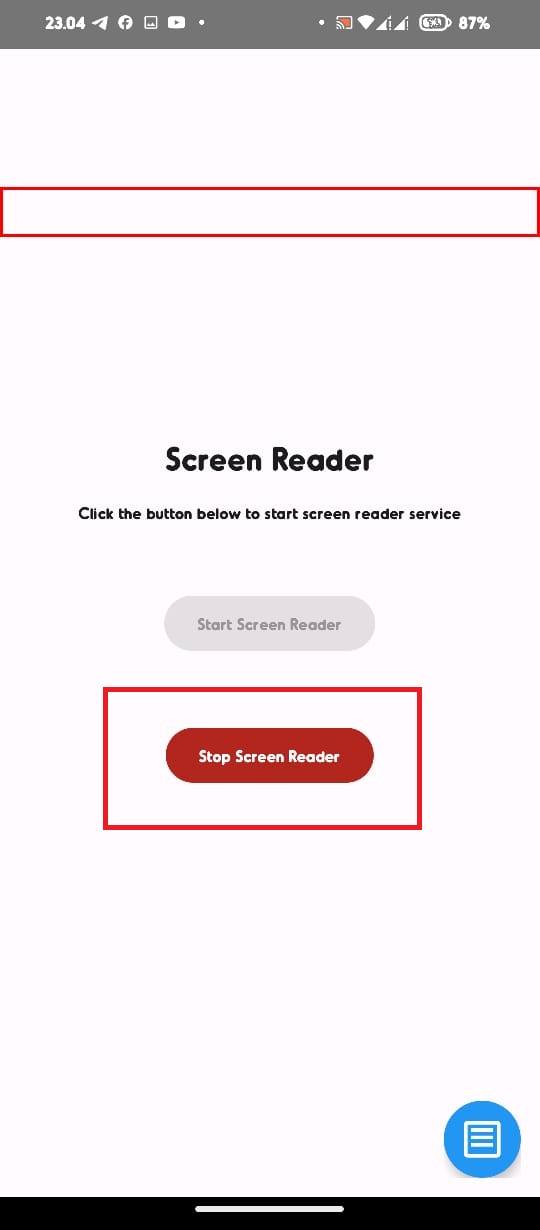 23.04 87%
Screen Reader
Click the button below to start screen reader service
Start Screen Reader
Stop Screen Reader